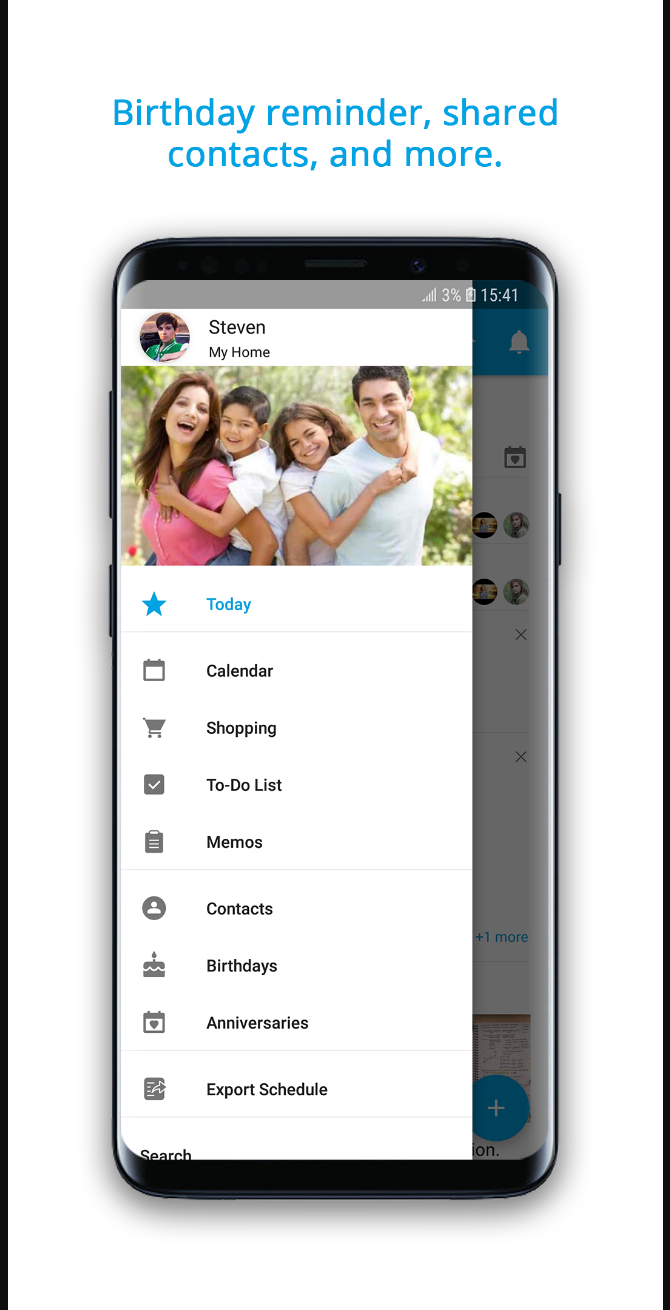 Birthday reminder, shared
contacts, and more.
3% 15:41
Steven
My Home
Today
Calendar
Shopping
To-Do List
Memos
+1 more
Contacts
Birthdays
Anniversaries
Export Schedule
ion.
Search